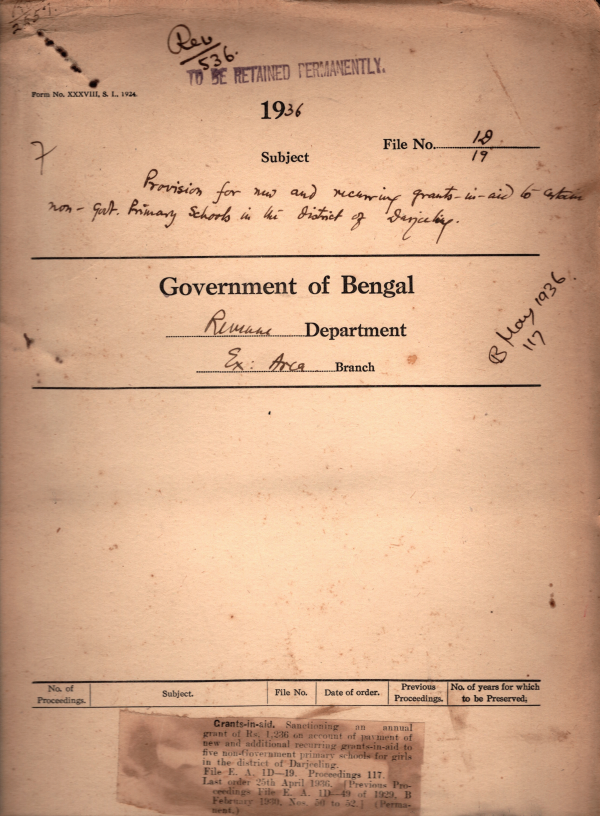 Rev
536.
TO BE RETAINED PERMANENTLY.
Form No. XXXVIII, S. I., 1924.
1936
File No. 1D
19
7
Subject
Provision for new and recurring grants-in-aid to certain
non-Govt. Primary Schools in the District of Darjeeling.
Government of Bengal
Revenue Department
Ex: Area Branch
B May 1936
117
No. of Proceedings. Subject. File No. Date of order. Previous Proceedings. No. of years for which to be Preserved.
Grants-in-aid. Sanctioning an annual
grant of Rs. 1,236 on account of payment of
new and additional recurring grants-in-aid to
five non-Government primary schools for girls
in the district of Darjeeling.
File E. A. 1D—19. Proceedings 117.
Last order 25th April 1936. [Previous Pro-
ceedings File E. A. 1D—49 of 1929, B
February 1930, Nos. 50 to 52.] (Perma-
nent.)